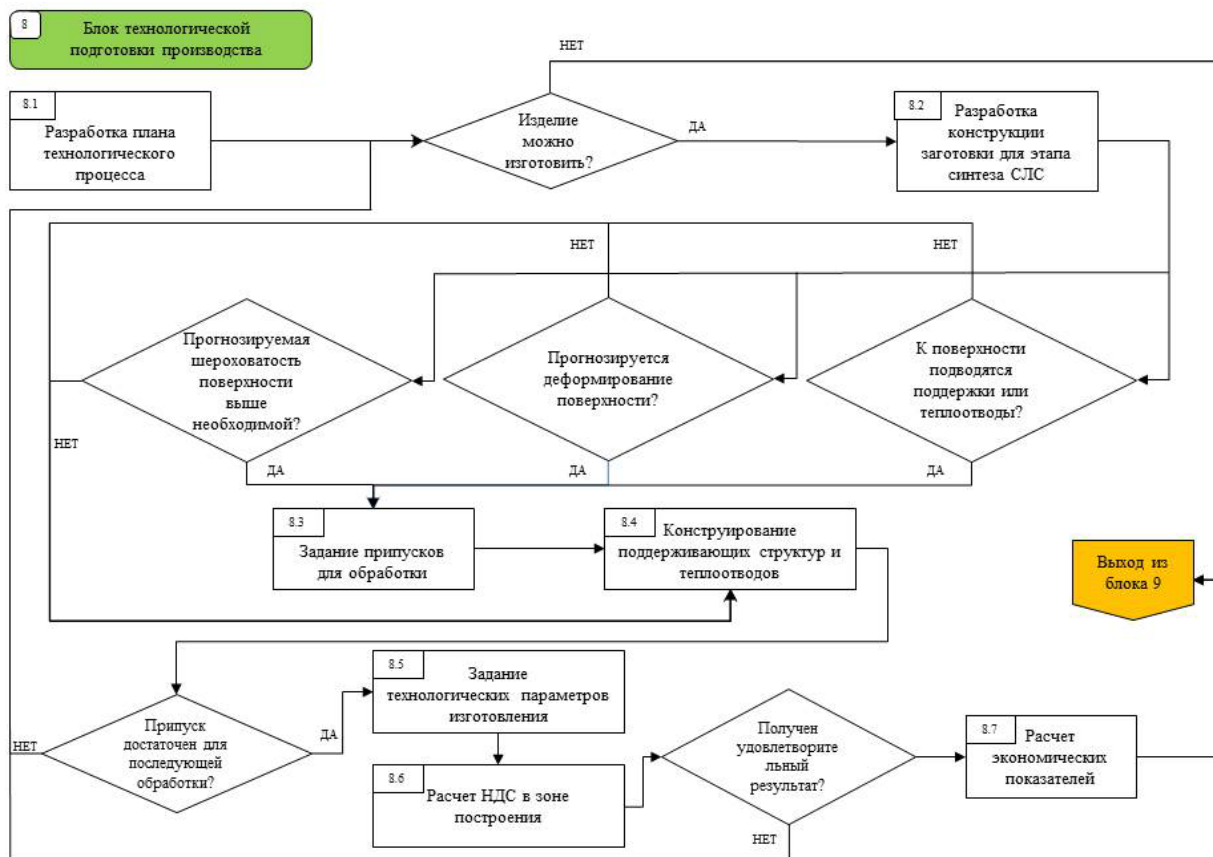 8
Блок технологической
подготовки производства
НЕТ
8.1
Разработка плана
технологического
процесса
Изделие
можно
изготовить?
ДА
8.2
Разработка
конструкции
заготовки для этапа
синтеза СЛС
НЕТ
НЕТ
Прогнозируемая
шероховатость
поверхности
выше
необходимой?
Прогнозируется
деформирование
поверхности?
К поверхности
подводятся
поддержки или
теплоотводы?
НЕТ
ДА
ДА
ДА
8.3
Задание припусков
для обработки
8.4
Конструирование
поддерживающих структур и
теплоотводов
Выход из
блока 9
НЕТ
Припуск
достаточен для
последующей
обработки?
ДА
8.5
Задание
технологических параметров
изготовления
8.6
Расчет НДС в зоне
построения
Получен
удовлетворите
льный
результат?
НЕТ
8.7
Расчет
экономических
показателей